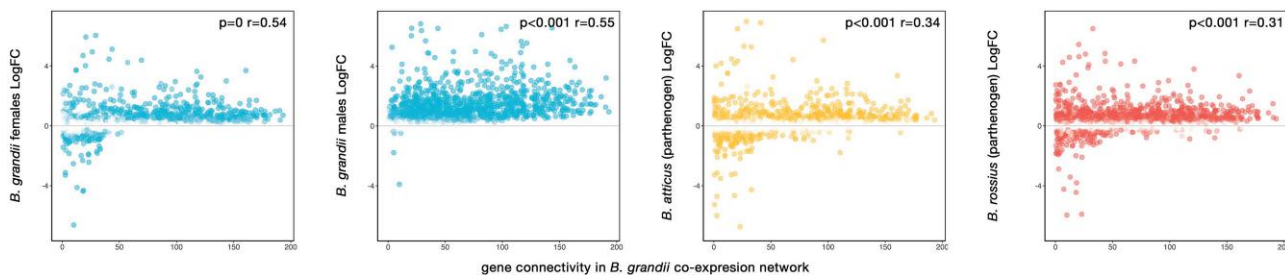 B. grandii females LogFC
p=0 r=0.54
4
0
-4
0 50 100 150 200
B. grandii males LogFC
p<0.001 r=0.55
4
0
-4
0 50 100 150 200
B. atticus (parthenogen) LogFC
p<0.001 r=0.34
4
0
-4
0 50 100 150 200
B. rossius (parthenogen) LogFC
p<0.001 r=0.31
4
0
-4
0 50 100 150 200
gene connectivity in B. grandii co-expresion network